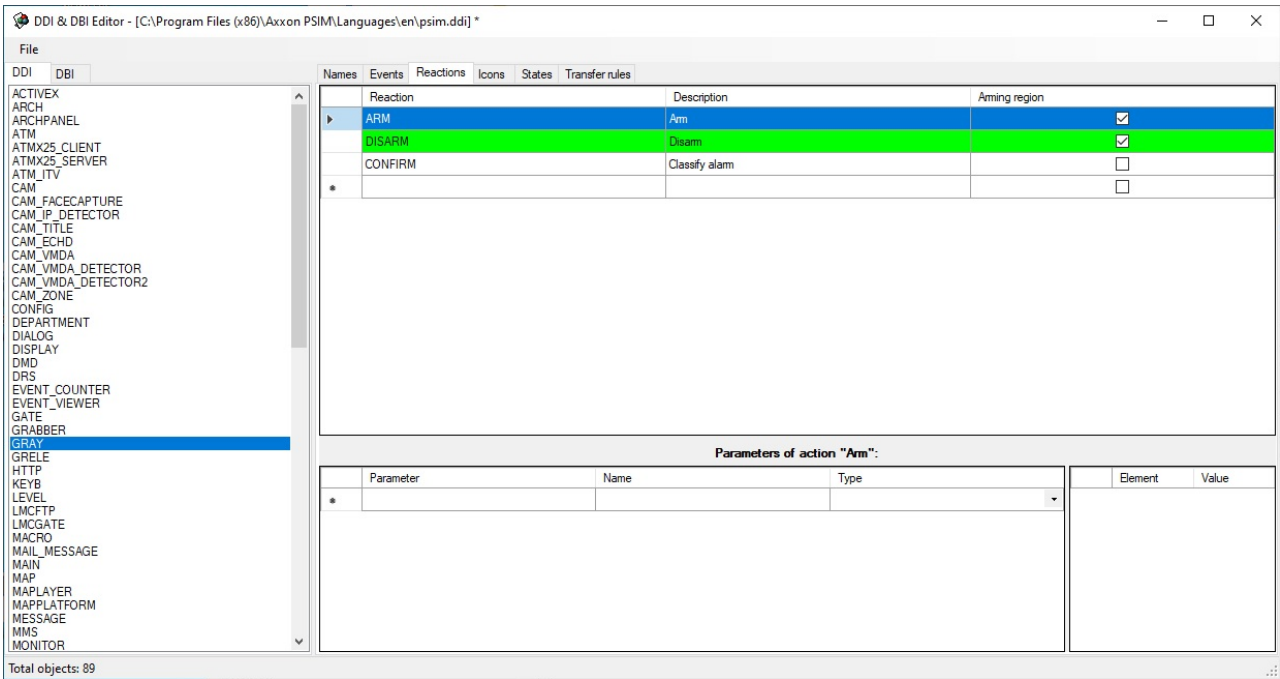 DDI & DBI Editor - [C:\Program Files (x86)\Axxon PSIM\Languages\en\psim.ddi] *
File
DDI DBI
Names Events Reactions Icons States Transfer rules
ACTIVEX
ARCH
ARCHPANEL
ATM
ATMX25_CLIENT
ATMX25_SERVER
ATM_ITV
CAM
CAM_FACECAPTURE
CAM_IP_DETECTOR
CAM_TITLE
CAM_ECHD
CAM_VMDA
CAM_VMDA_DETECTOR
CAM_VMDA_DETECTOR2
CAM_ZONE
CONFIG
DEPARTMENT
DIALOG
DISPLAY
DMD
DRS
EVENT_COUNTER
EVENT_VIEWER
GATE
GRABBER
GRAY
GRELE
HTTP
KEYB
LEVEL
LMCFTP
LMCGATE
MACRO
MAIL_MESSAGE
MAIN
MAP
MAPLAYER
MAPPLATFORM
MESSAGE
MMS
MONITOR
Reaction Description Arming region
ARM Arm
DISARM Disarm
CONFIRM Classify alarm
Parameters of action "Arm":
Parameter Name Type
Element Value
Total objects: 89